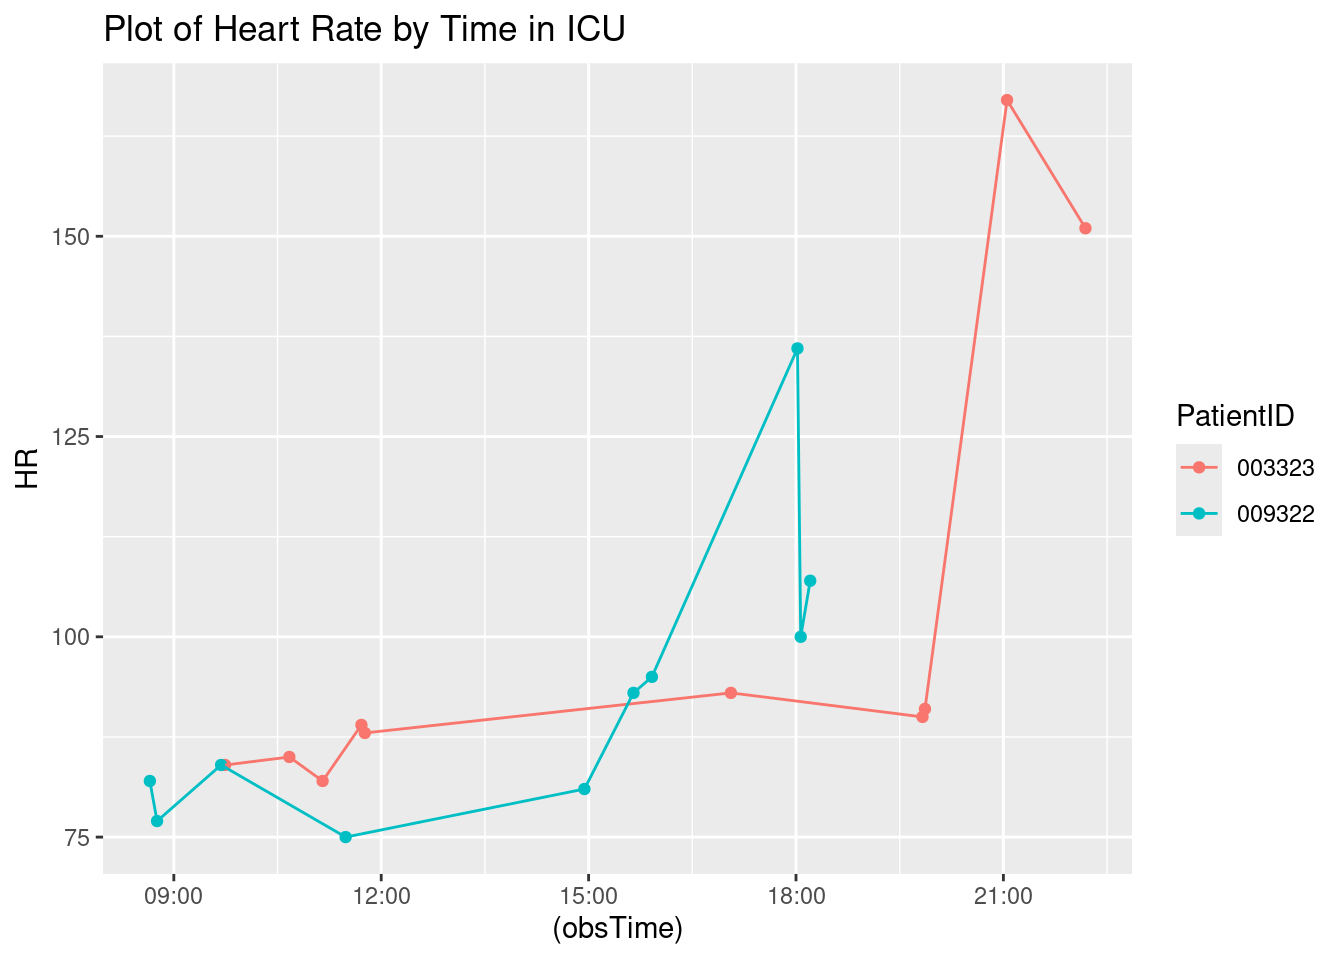 Plot of Heart Rate by Time in ICU
150
125
100
75
HR
09:00 12:00 15:00 18:00 21:00
(obsTime)
PatientID
003323
009322